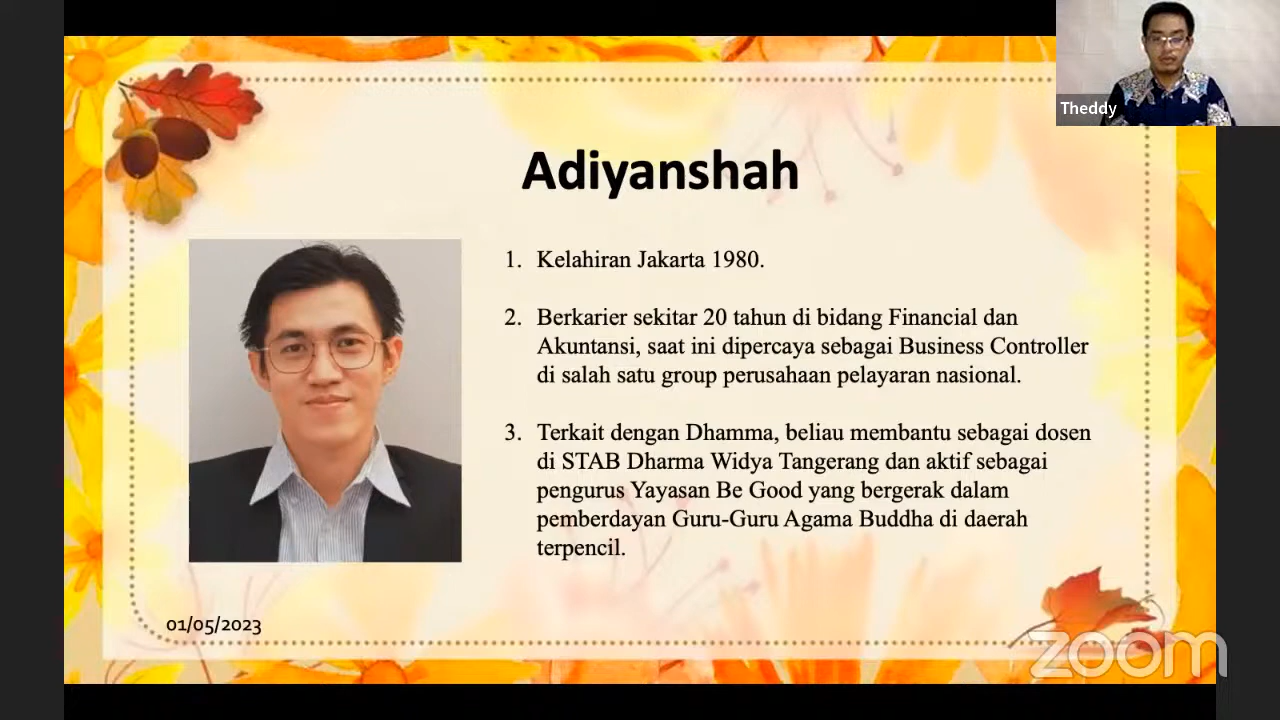 Theddy
Adiyanshah
1. Kelahiran Jakarta 1980.
2. Berkarier sekitar 20 tahun di bidang Financial dan
Akuntansi, saat ini dipercaya sebagai Business Controller
di salah satu group perusahaan pelayaran nasional.
3. Terkait dengan Dhamma, beliau membantu sebagai dosen
di STAB Dharma Widya Tangerang dan aktif sebagai
pengurus Yayasan Be Good yang bergerak dalam
pemberdayan Guru-Guru Agama Buddha di daerah
terpencil.
01/05/2023
zoom